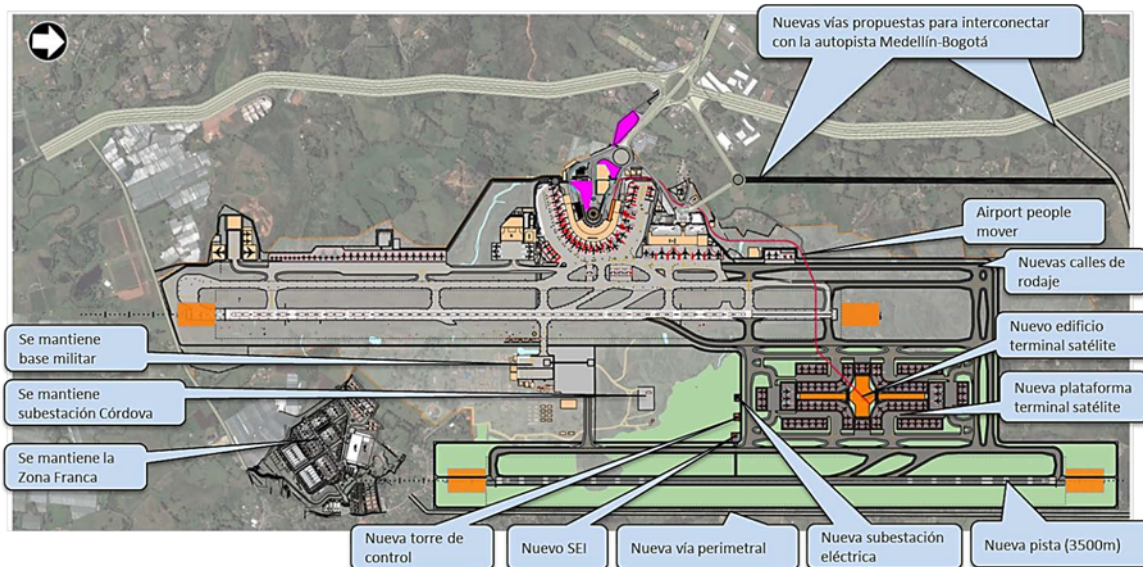 Nuevas vías propuestas para interconectar
con la autopista Medellín-Bogotá
Airport people
mover
Nuevas calles de
rodaje
Se mantiene
base militar
Nuevo edificio
terminal satélite
Se mantiene
subestación Córdova
Nueva plataforma
terminal satélite
Se mantiene la
Zona Franca
Nueva torre de
control
Nuevo SEI
Nueva vía perimetral
Nueva subestación
eléctrica
Nueva pista (3500m)